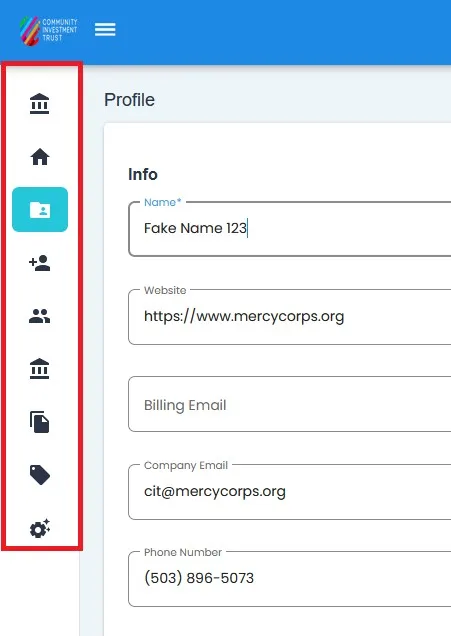 COMMUNITY
INVESTMENT
TRUST
Profile
Info
Name*
Fake Name 123
Website
https://www.mercycorps.org
Billing Email
Company Email
cit@mercycorps.org
Phone Number
(503) 896-5073